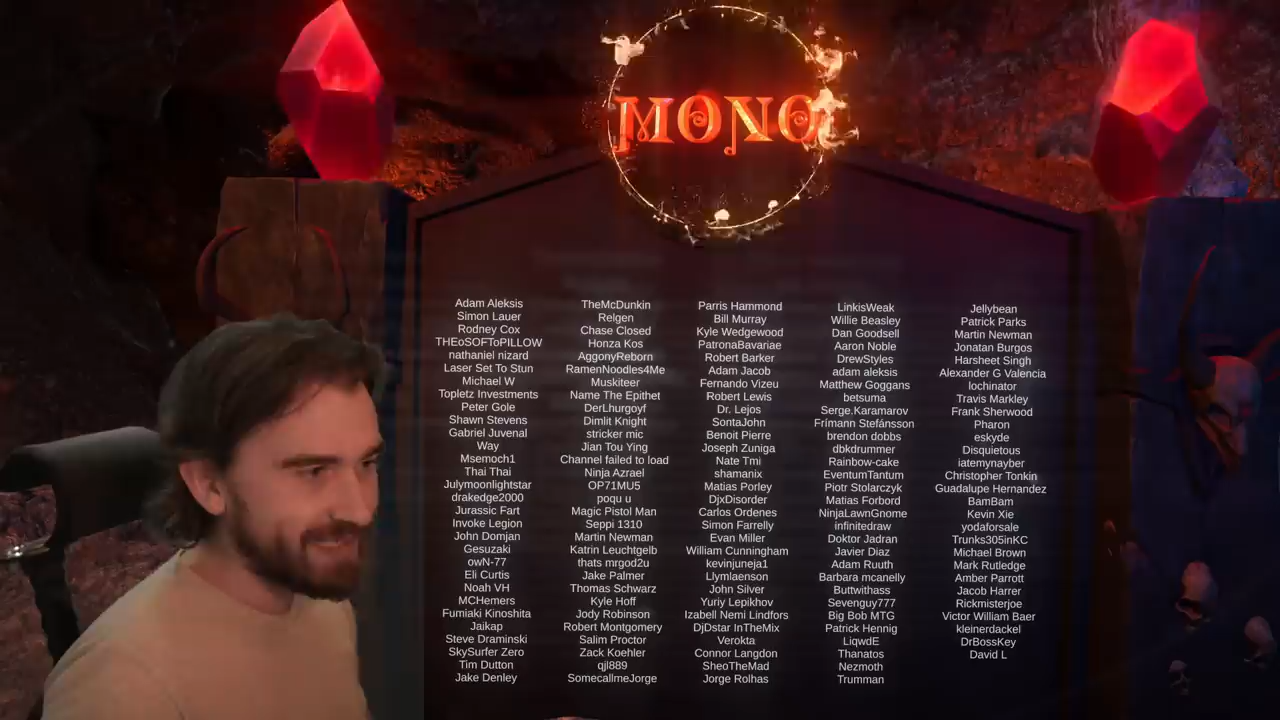 MONO
Adam Aleksis
Simon Lauer
Rodney Cox
THEoSOFToPILLOW
nathaniel nizard
Laser Set To Stun
Michael W
Topletz Investments
Peter Gole
Shawn Stevens
Gabriel Juvenal
Way
Msemoch1
Thai Thai
Julymoonlightstar
drakedge2000
Jurassic Fart
Invoke Legion
John Domjan
Gesuzaki
owN-77
Eli Curtis
Noah VH
MCHemers
Fumiaki Kinoshita
Jaikap
Steve Draminski
SkySurfer Zero
Tim Dutton
Jake Denley
TheMcDunkin
Relgen
Chase Closed
Honza Kos
AggonyReborn
RamenNoodles4Me
Muskiteer
Name The Epithet
DerLhurgoyf
Dimlit Knight
stricker mic
Jian Tou Ying
Channel failed to load
Ninja Azrael
OP71MU5
poqu u
Magic Pistol Man
Seppi 1310
Martin Newman
Katrin Leuchtgelb
thats mrgod2u
Jake Palmer
Thomas Schwarz
Kyle Hoff
Jody Robinson
Robert Montgomery
Salim Proctor
Zack Koehler
qjl889
SomecallmeJorge
Parris Hammond
Bill Murray
Kyle Wedgewood
PatronaBavariae
Robert Barker
Adam Jacob
Fernando Vizeu
Robert Lewis
Dr. Lejos
SontaJohn
Benoit Pierre
Joseph Zuniga
Nate Tmi
shamanix
Matias Porley
DjxDisorder
Carlos Ordenes
Simon Farrelly
Evan Miller
William Cunningham
kevinjuneja1
Llymlaenson
John Silver
Yuriy Lepikhov
Izabell Nemi Lindfors
DjDstar InTheMix
Verokta
Connor Langdon
SheoTheMad
Jorge Rolhas
LinkisWeak
Willie Beasley
Dan Goodsell
Aaron Noble
DrewStyles
adam aleksis
Matthew Goggans
betsuma
Serge.Karamarov
Frímann Stefánsson
brendon dobbs
dbkdrummer
Rainbow-cake
EventumTantum
Piotr Stolarczyk
Matias Forbord
NinjaLawnGnome
infinitedraw
Doktor Jadran
Javier Diaz
Adam Ruuth
Barbara mcanelly
Buttwithass
Sevenguy777
Big Bob MTG
Patrick Hennig
LiqwdE
Thanatos
Nezmoth
Trumman
Jellybean
Patrick Parks
Martin Newman
Jonatan Burgos
Harsheet Singh
Alexander G Valencia
lochinator
Travis Markley
Frank Sherwood
Pharon
eskyde
Disquietous
iatemynayber
Christopher Tonkin
Guadalupe Hernandez
BamBam
Kevin Xie
yodaforsale
Trunks305inKC
Michael Brown
Mark Rutledge
Amber Parrott
Jacob Harrer
Rickmisterjoe
Victor William Baer
kleinerdackel
DrBossKey
David L